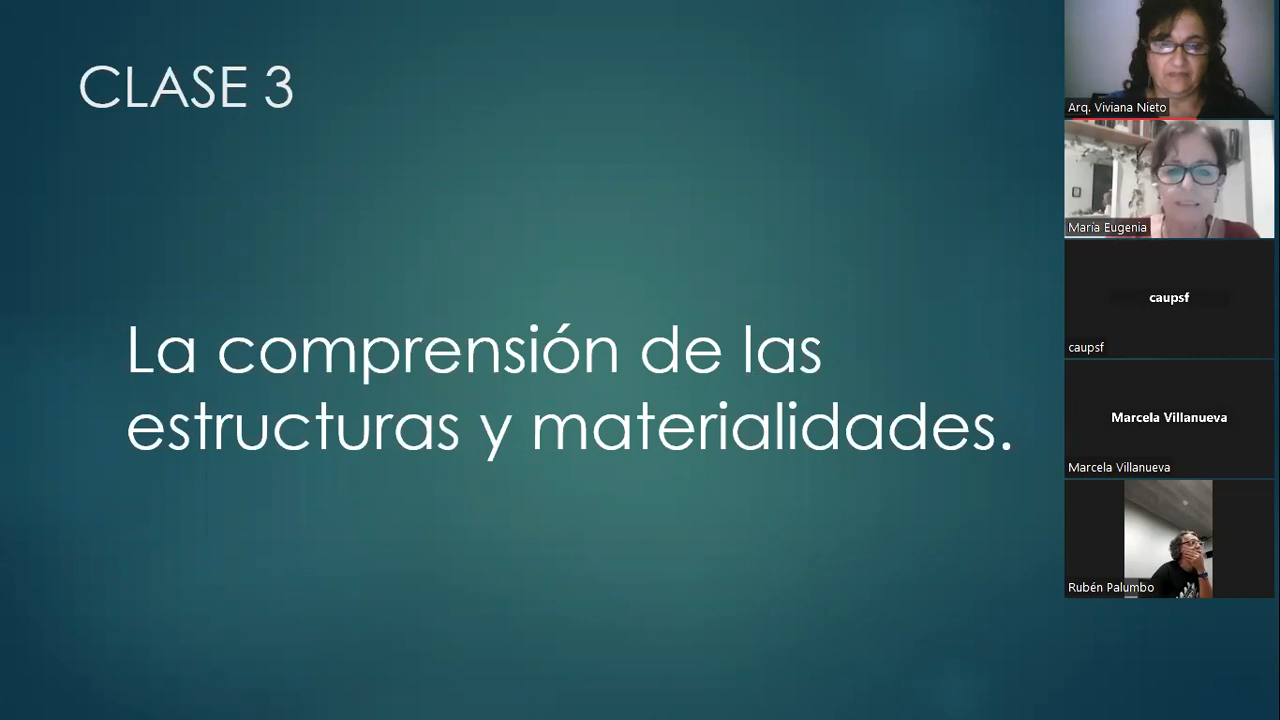 CLASE 3
La comprensión de las
estructuras y materialidades.
Arq. Viviana Nieto
María Eugenia
caupsf
caupsf
Marcela Villanueva
Marcela Villanueva
Rubén Palumbo